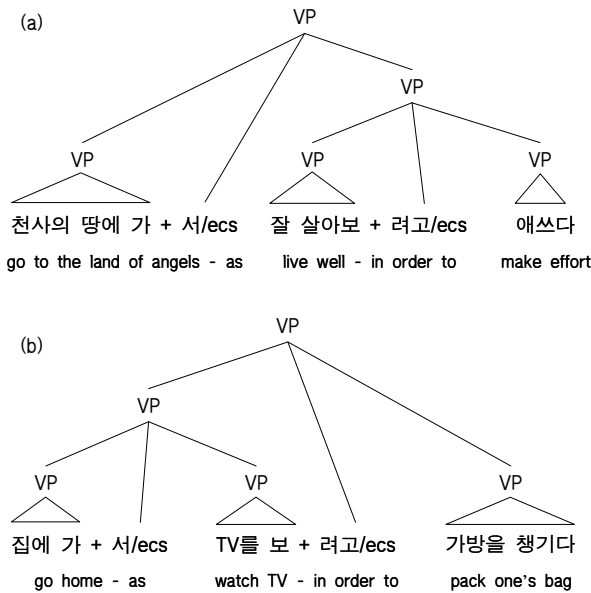 (a)
VP
VP
VP VP VP
천사의 땅에 가 + 서/ecs 잘 살아보 + 려고/ecs 애쓰다
go to the land of angels - as live well - in order to make effort
(b)
VP
VP
VP VP VP
집에 가 + 서/ecs TV를 보 + 려고/ecs 가방을 챙기다
go home - as watch TV - in order to pack one's bag